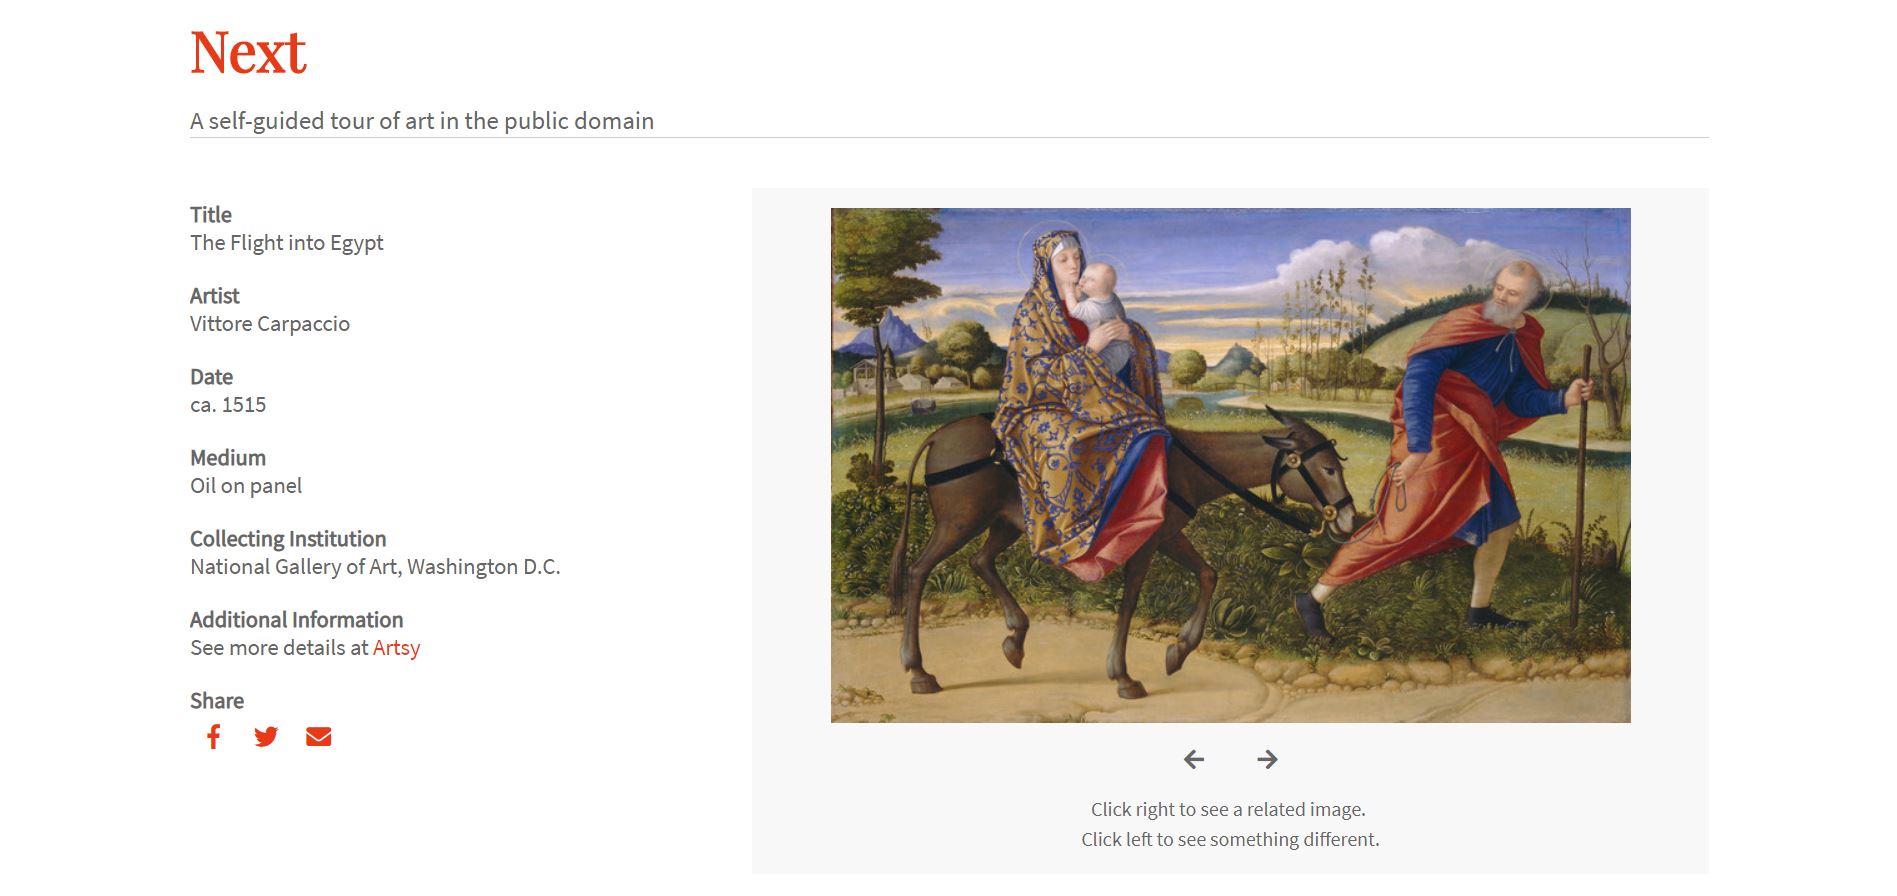 Next
A self-guided tour of art in the public domain
Title
The Flight into Egypt
Artist
Vittore Carpaccio
Date
ca. 1515
Medium
Oil on panel
Collecting Institution
National Gallery of Art, Washington D.C.
Additional Information
See more details at Artsy
Share
Click right to see a related image.
Click left to see something different.